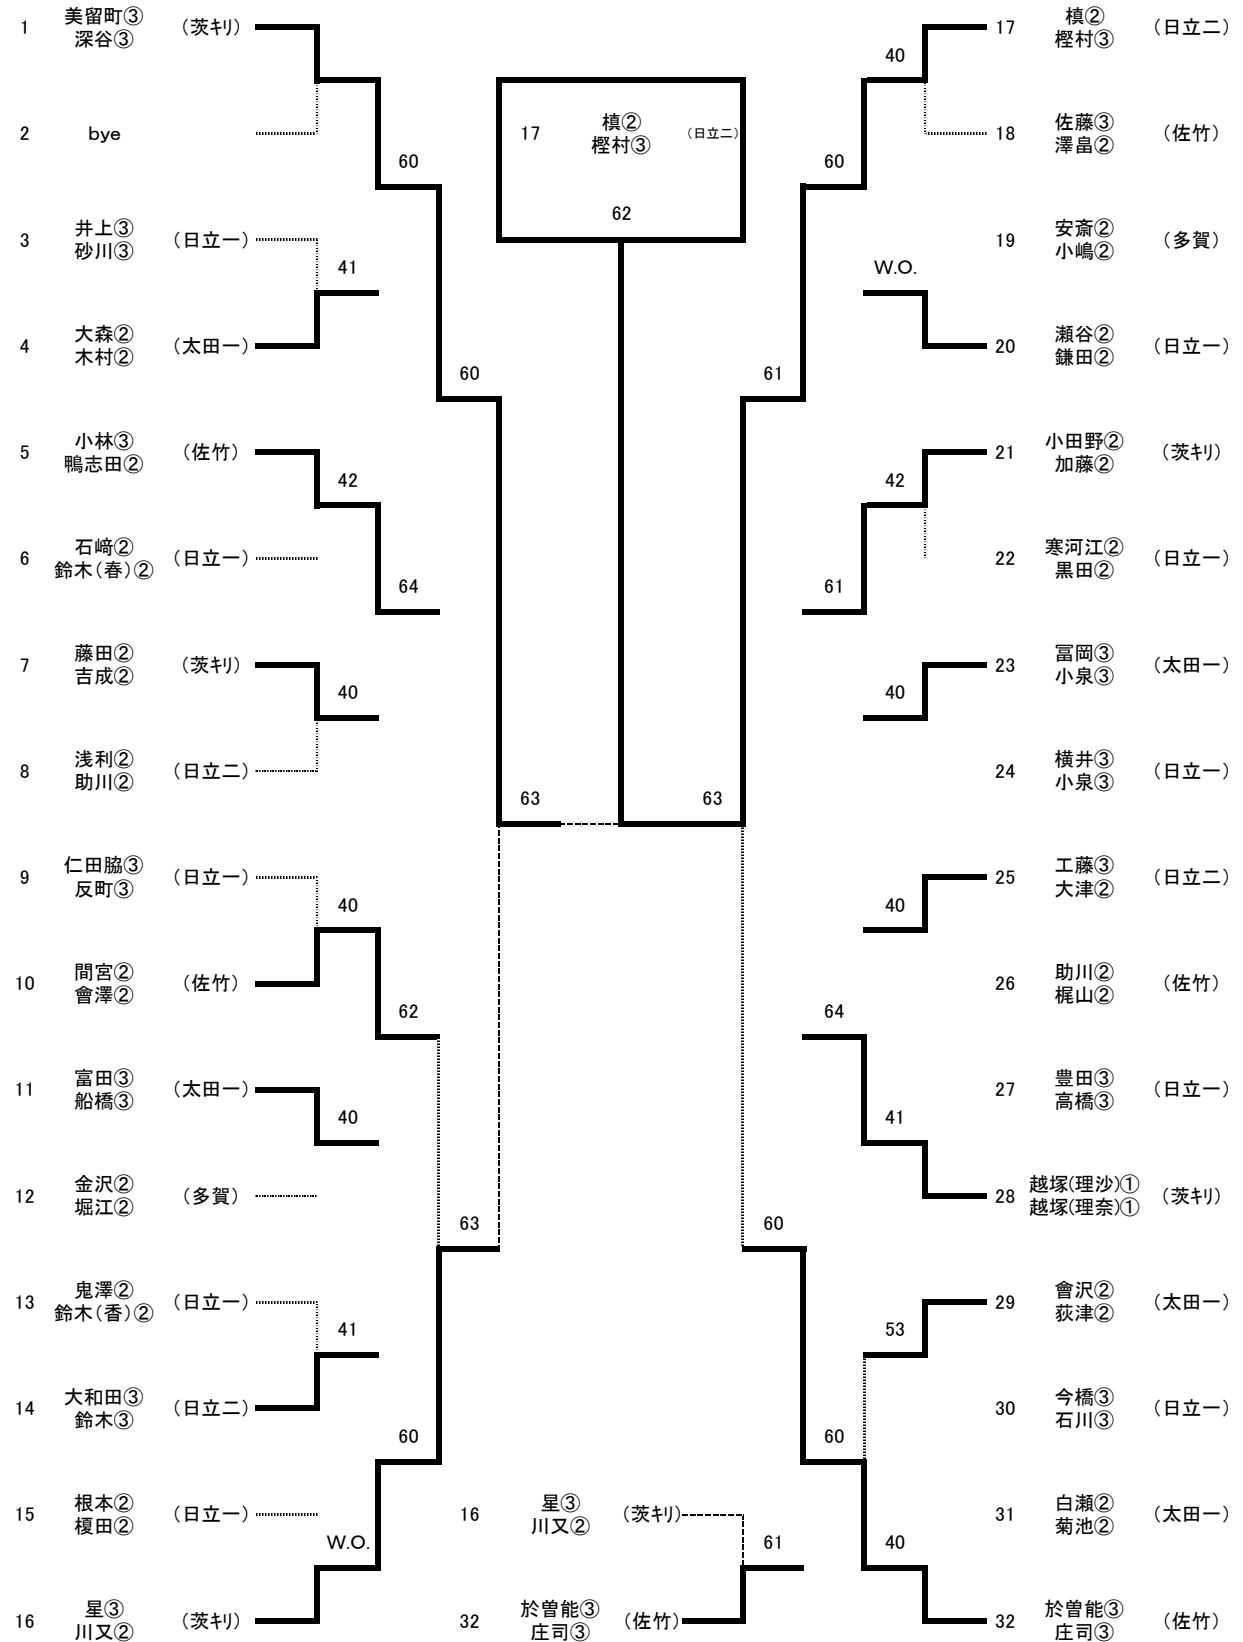 1 美留町③ (茨キリ)
深谷③
2 bye
60
3 井上③ (日立一)
砂川③
41
4 大森② (太田一)
木村②
60
5 小林③ (佐竹)
鴨志田②
42
6 石﨑② (日立一)
鈴木(春)②
64
7 藤田② (茨キリ)
吉成②
40
8 浅利② (日立二)
助川②
63
9 仁田脇③ (日立一)
反町③
40
10 間宮② (佐竹)
會澤②
62
11 富田③ (太田一)
船橋③
40
12 金沢② (多賀)
堀江②
63
13 鬼澤② (日立一)
鈴木(香)②
41
14 大和田③ (日立二)
鈴木③
60
15 根本② (日立一)
榎田②
W.O.
16 星③ (茨キリ)
川又②
17 槙② (日立二)
樫村③
62
16 星③ (茨キリ)
川又②
61
32 於曽能③ (佐竹)
庄司③
17 槙② (日立二)
樫村③
40
18 佐藤③ (佐竹)
澤畠②
60
19 安斎② (多賀)
小嶋②
W.O.
20 瀬谷② (日立一)
鎌田②
61
21 小田野② (茨キリ)
加藤②
42
22 寒河江② (日立一)
黒田②
61
23 冨岡③ (太田一)
小泉③
40
24 横井③ (日立一)
小泉③
63
25 工藤③ (日立二)
大津②
40
26 助川② (佐竹)
梶山②
64
27 豊田③ (日立一)
高橋③
41
28 越塚(理沙)① (茨キリ)
越塚(理奈)①
60
29 會沢② (太田一)
荻津②
53
30 今橋③ (日立一)
石川③
60
31 白瀬② (太田一)
菊池②
40
32 於曽能③ (佐竹)
庄司③